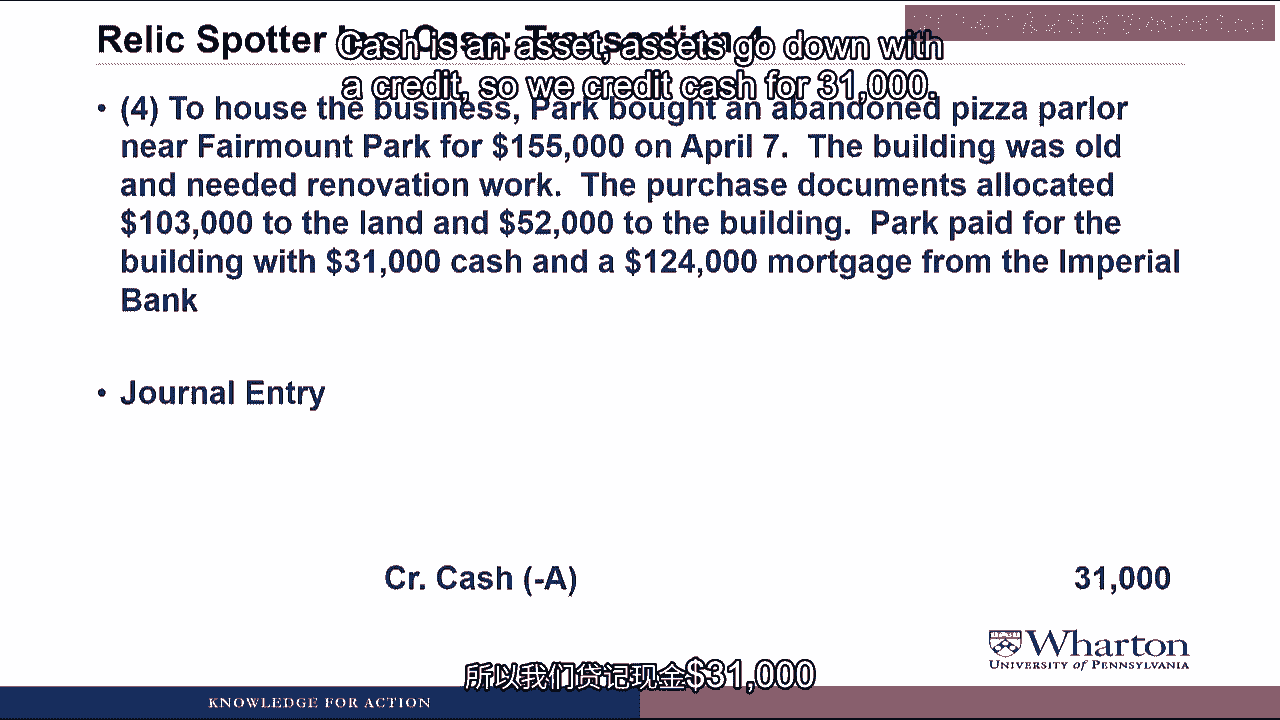 Relic Spotter Inc. Case: Transaction 4
Cash is an asset, assets go down with
a credit, so we credit cash for 31,000.
• (4) To house the business, Park bought an abandoned pizza parlor
near Fairmount Park for $155,000 on April 7. The building was old
and needed renovation work. The purchase documents allocated
$103,000 to the land and $52,000 to the building. Park paid for the
building with $31,000 cash and a $124,000 mortgage from the Imperial
Bank
• Journal Entry
Cr. Cash (-A) 31,000
Wharton
UNIVERSITY of PENNSYLVANIA
所以我们贷记现金$31,000
KNOWLEDGE FOR ACTION